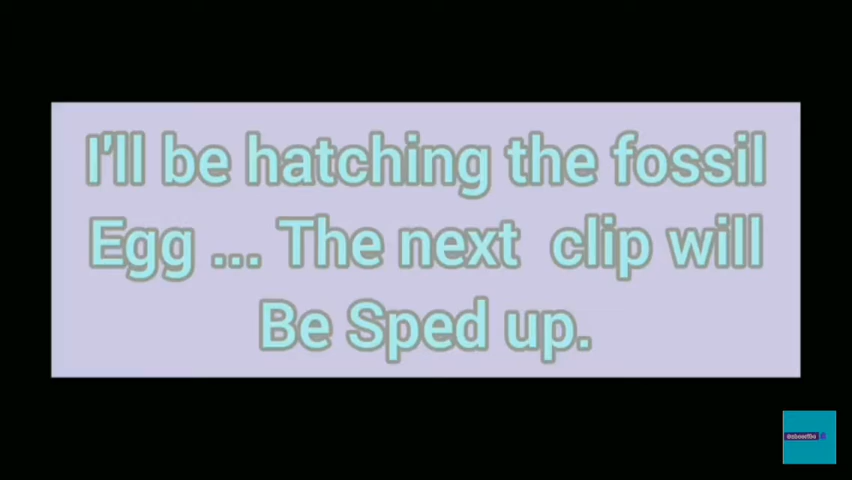 I'll be hatching the fossil
Egg ... The next clip will
Be Sped up.